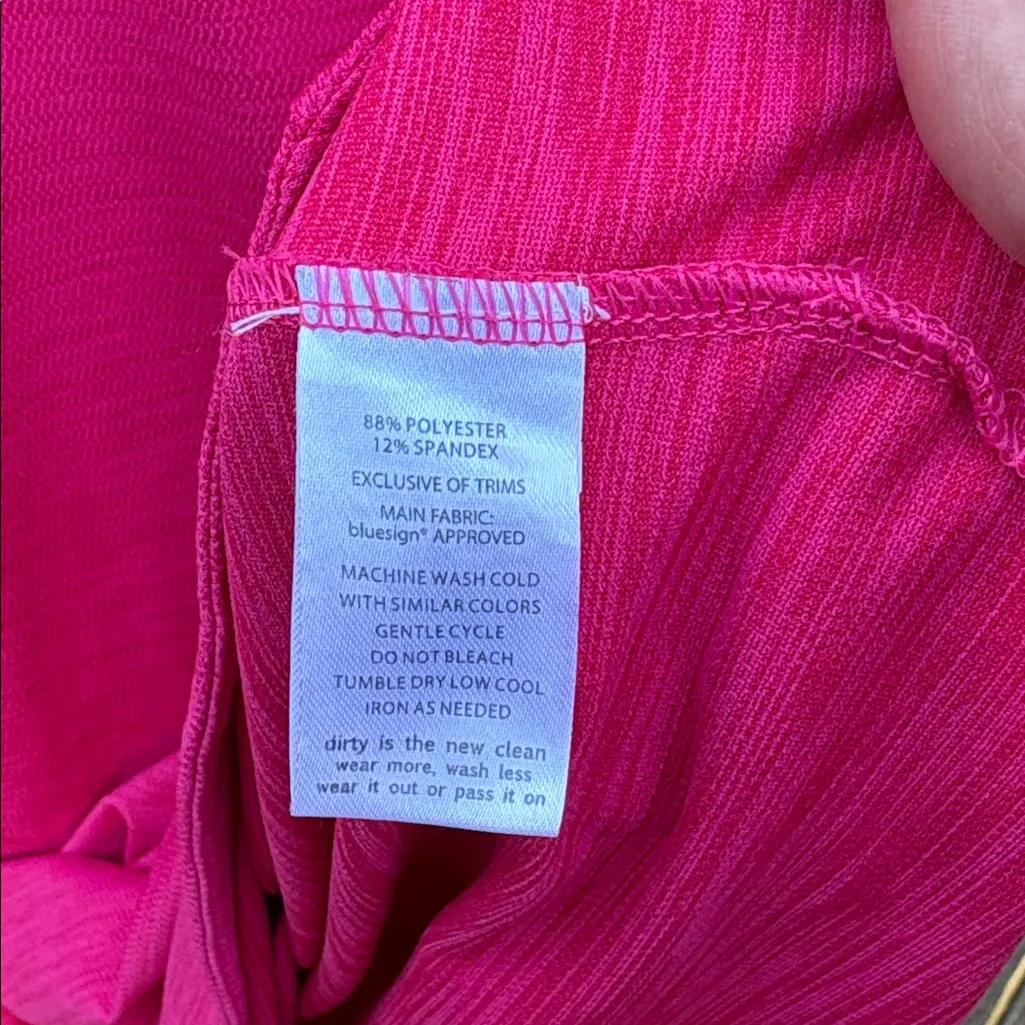 88% POLYESTER
12% SPANDEX
EXCLUSIVE OF TRIMS
MAIN FABRIC:
bluesign® APPROVED
MACHINE WASH COLD
WITH SIMILAR COLORS
GENTLE CYCLE
DO NOT BLEACH
TUMBLE DRY LOW COOL
IRON AS NEEDED
dirty is the new clean
wear more, wash less
wear it out or pass it on